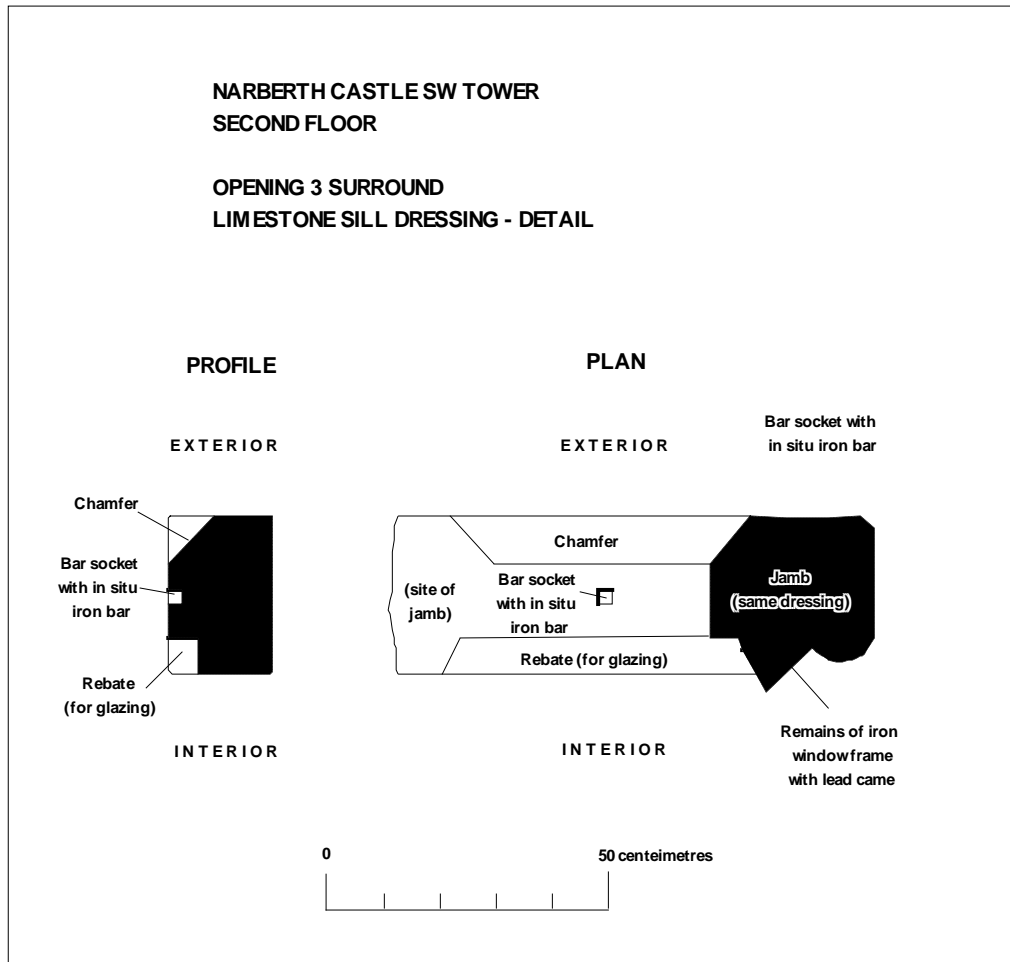 NARBERTH CASTLE SW TOWER
SECOND FLOOR
OPENING 3 SURROUND
LIMESTONE SILL DRESSING - DETAIL
PROFILE
PLAN
EXTERIOR
EXTERIOR
Bar socket with
in situ iron bar
Chamfer
Bar socket
with in situ
iron bar
Rebate
(for glazing)
INTERIOR
Chamfer
(site of
jamb)
Bar socket
with in situ
iron bar
Jamb
(same dressing)
Rebate (for glazing)
INTERIOR
Remains of iron
window frame
with lead came
0
50 centeimetres